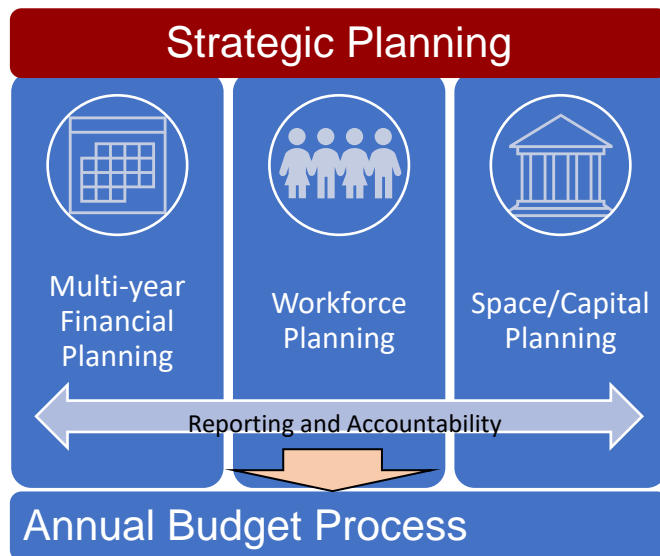 Strategic Planning
Multi-year
Financial
Planning
Workforce
Planning
Space/Capital
Planning
Reporting and Accountability
Annual Budget Process